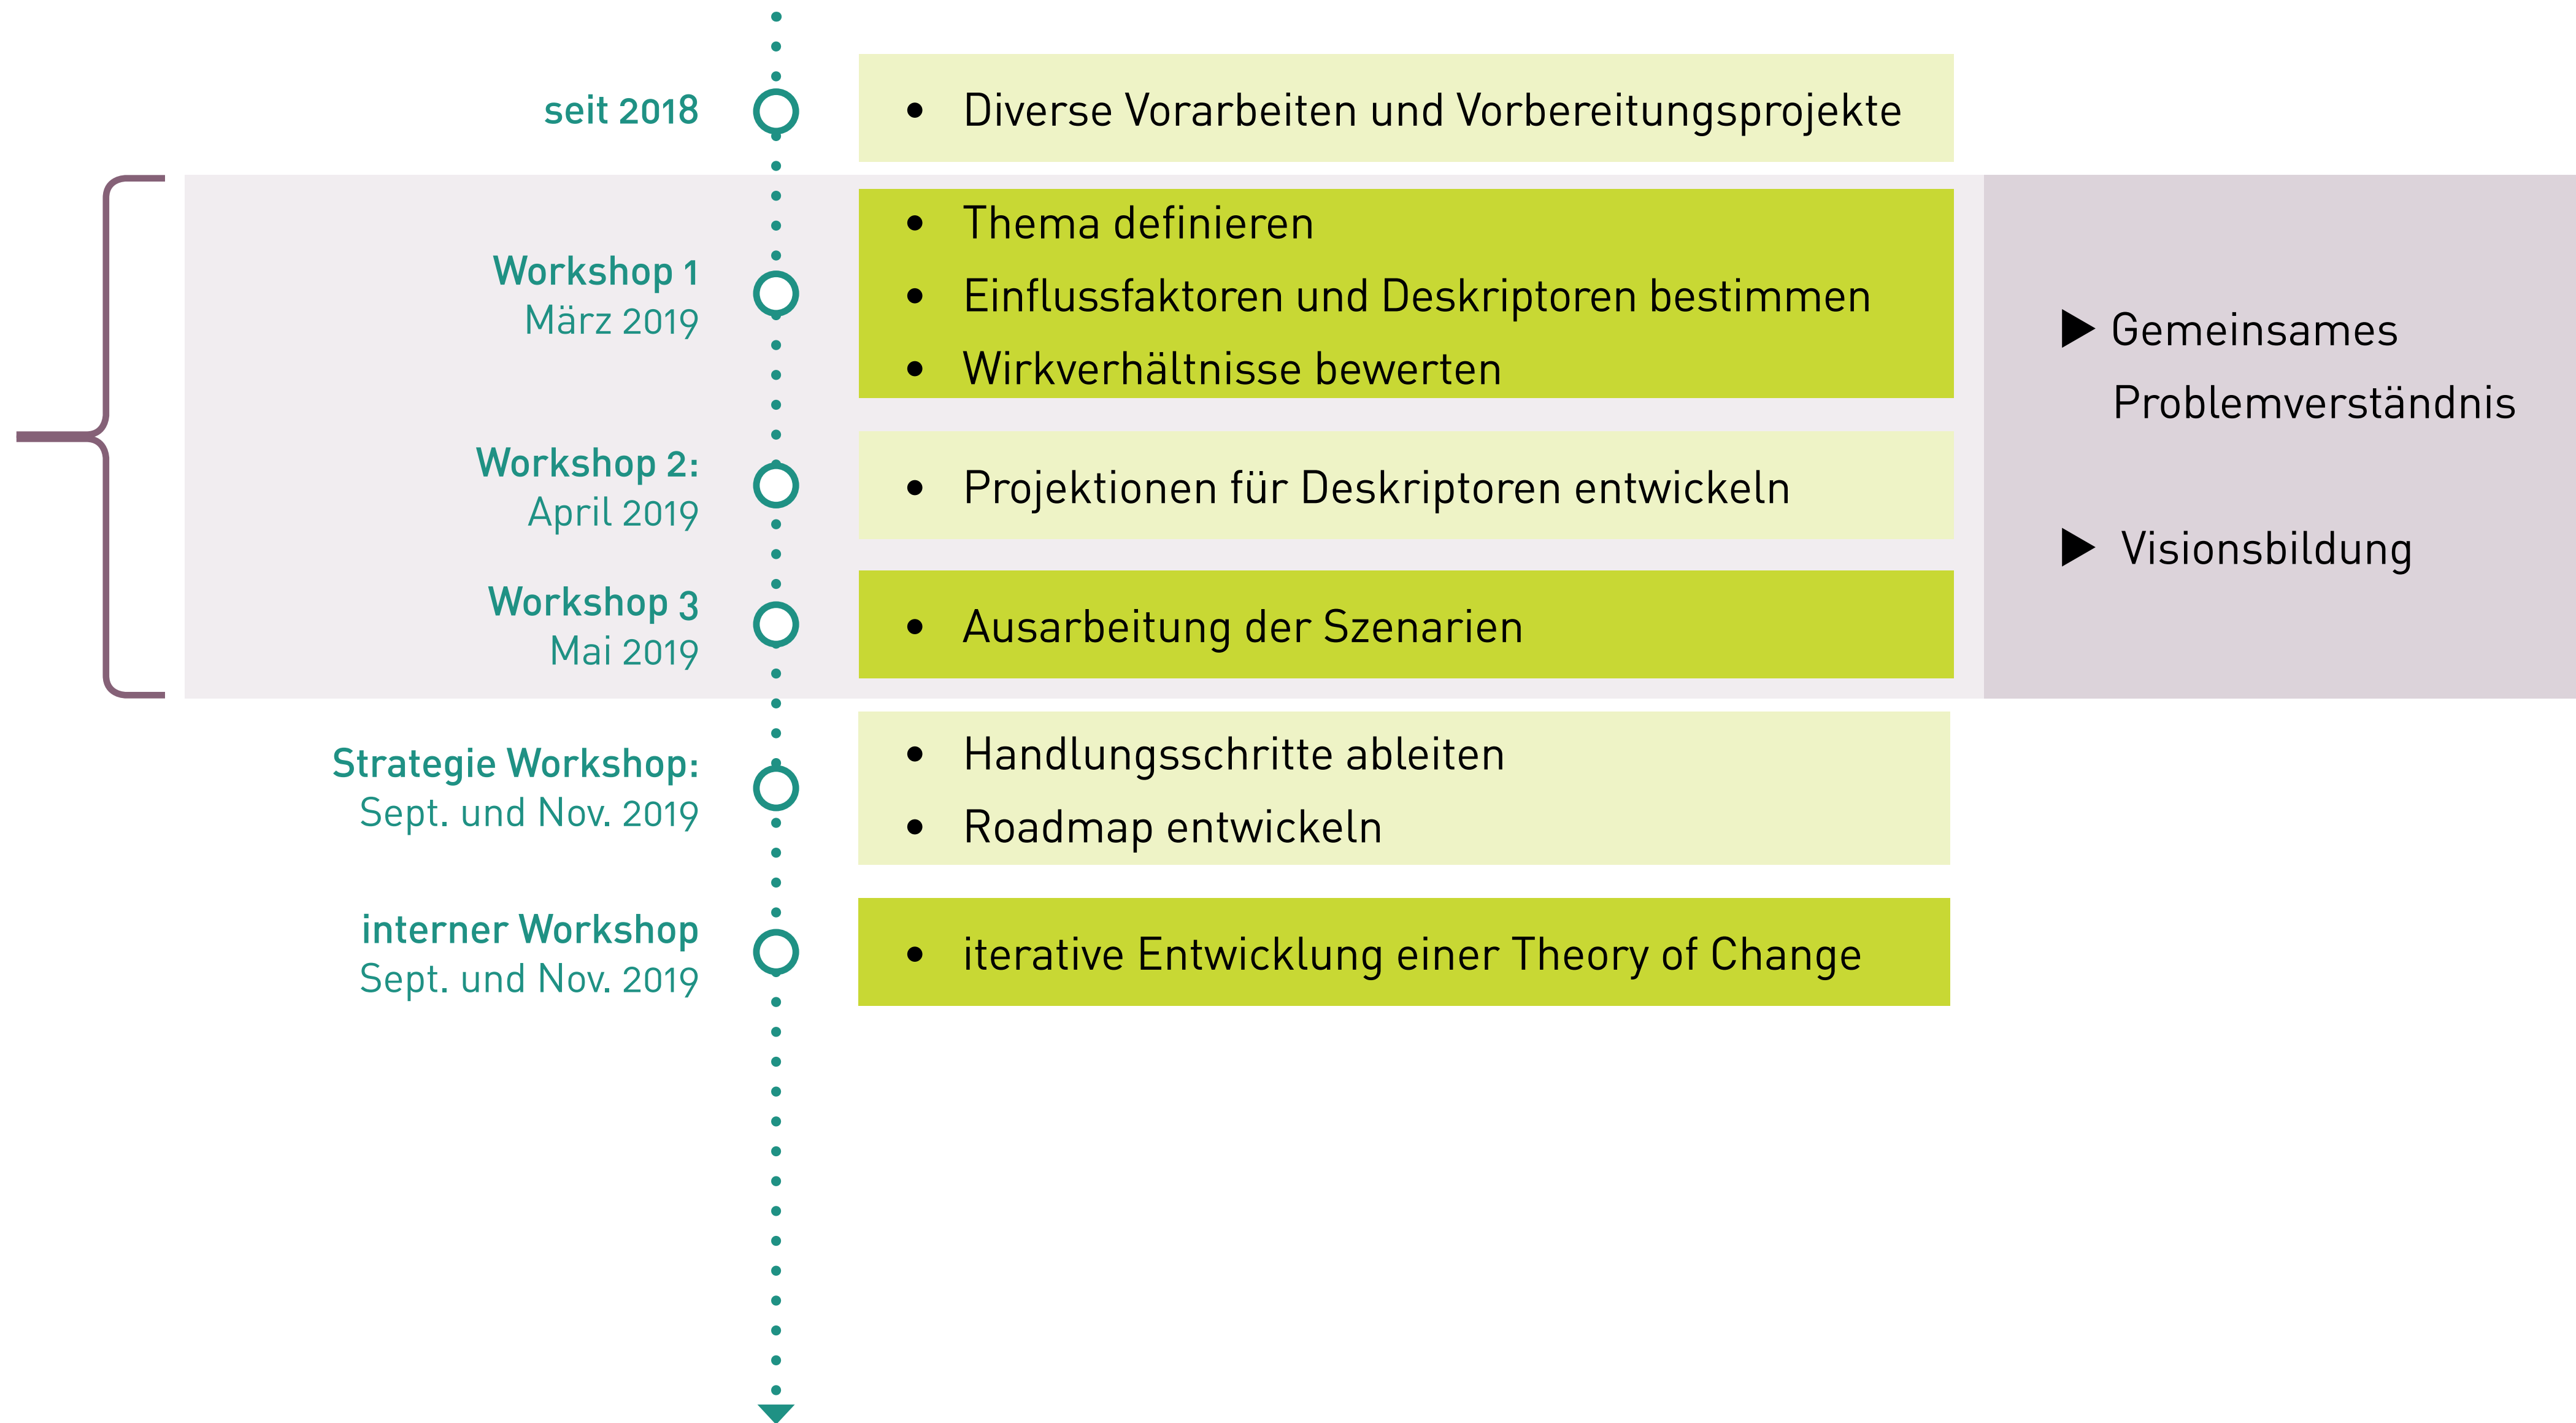 seit 2018
• Diverse Vorarbeiten und Vorbereitungsprojekte
Workshop 1
März 2019
• Thema definieren
• Einflussfaktoren und Deskriptoren bestimmen
• Wirkverhältnisse bewerten
Workshop 2:
April 2019
• Projektionen für Deskriptoren entwickeln
Workshop 3
Mai 2019
• Ausarbeitung der Szenarien
▶ Gemeinsames
Problemverständnis
▶ Visionsbildung
Strategie Workshop:
Sept. und Nov. 2019
• Handlungsschritte ableiten
• Roadmap entwickeln
interner Workshop
Sept. und Nov. 2019
• iterative Entwicklung einer Theory of Change